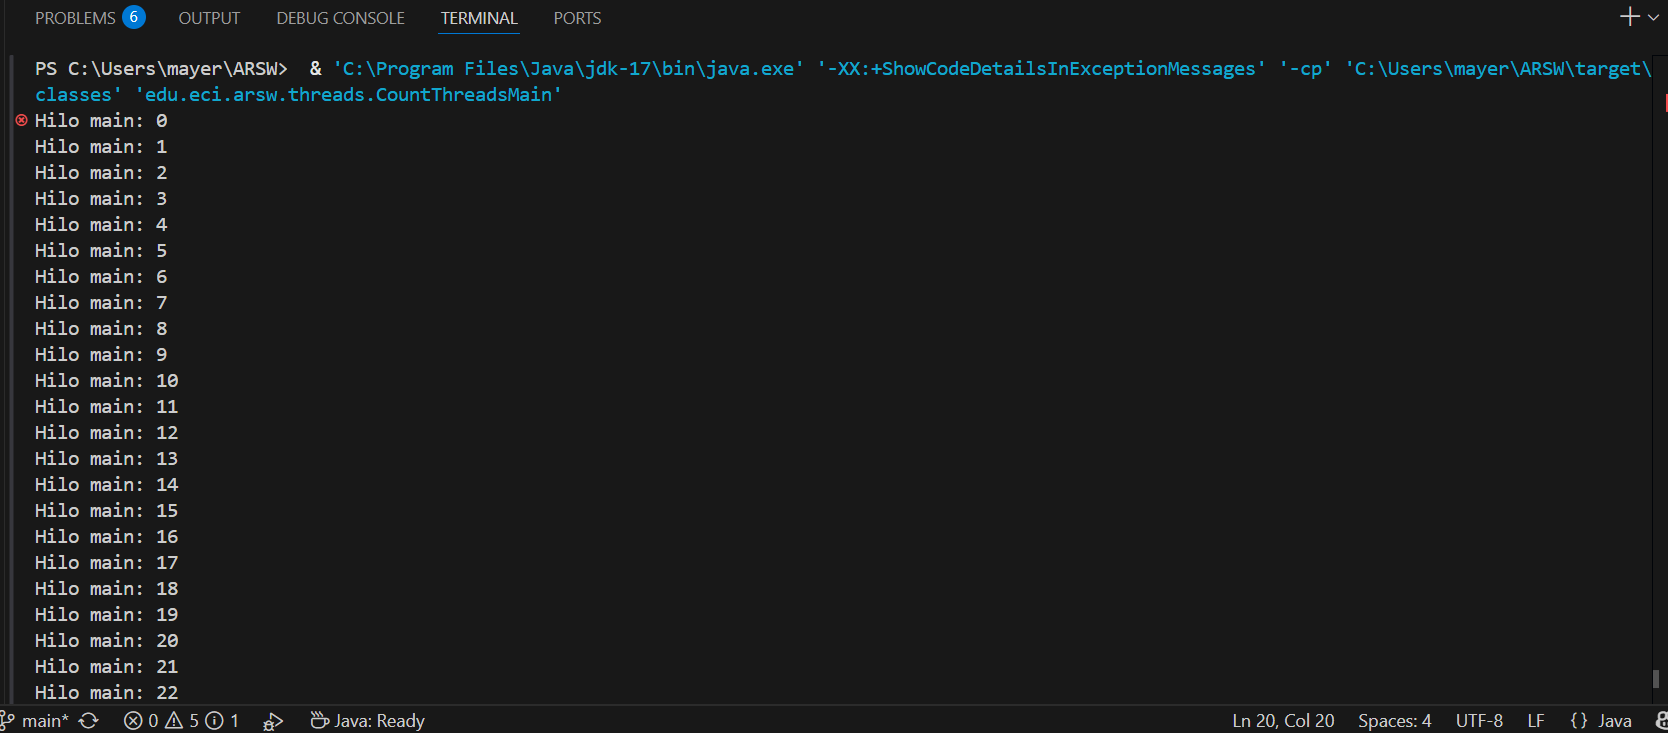 PROBLEMS 6 OUTPUT DEBUG CONSOLE TERMINAL PORTS
PS C:\Users\mayer\ARSW>  & 'C:\Program Files\Java\jdk-17\bin\java.exe' '-XX:+ShowCodeDetailsInExceptionMessages' '-cp' 'C:\Users\mayer\ARSW\target\
classes' 'edu.eci.arsw.threads.CountThreadsMain'
Hilo main: 0
Hilo main: 1
Hilo main: 2
Hilo main: 3
Hilo main: 4
Hilo main: 5
Hilo main: 6
Hilo main: 7
Hilo main: 8
Hilo main: 9
Hilo main: 10
Hilo main: 11
Hilo main: 12
Hilo main: 13
Hilo main: 14
Hilo main: 15
Hilo main: 16
Hilo main: 17
Hilo main: 18
Hilo main: 19
Hilo main: 20
Hilo main: 21
Hilo main: 22
main* 0 5 1 Java: Ready Ln 20, Col 20 Spaces: 4 UTF-8 LF {} Java